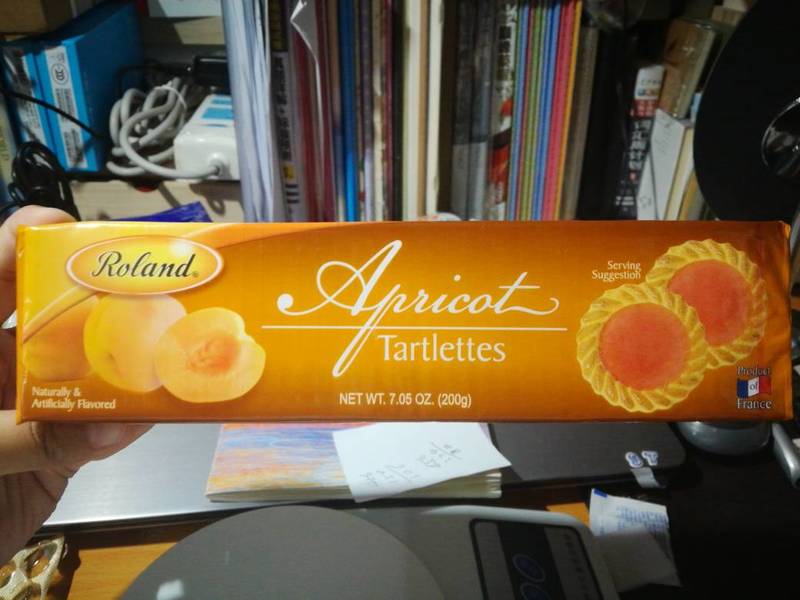 Roland®
Apricot
Tartlettes
NET WT. 7.05 OZ. (200g)
Naturally &
Artificially Flavored
Serving
Suggestion
Product
of
France